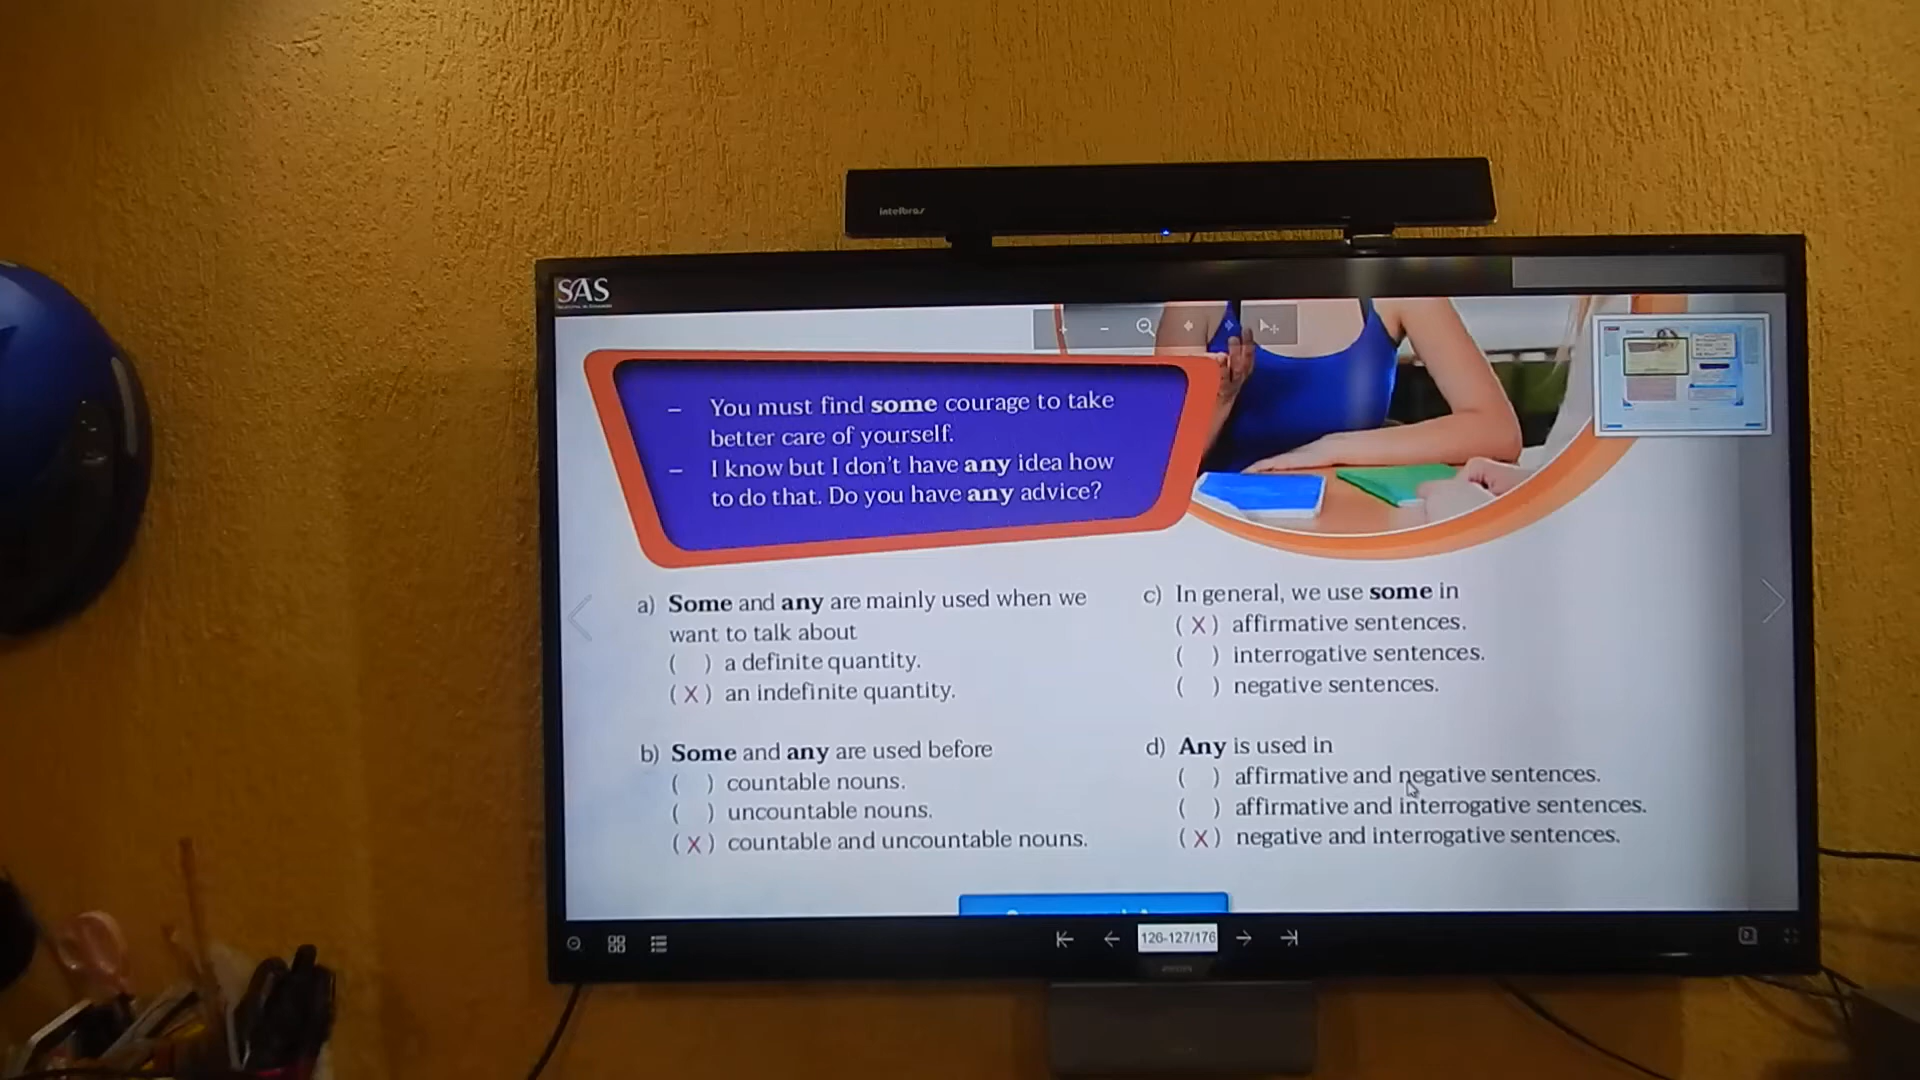 intelbras
SAS
– You must find some courage to take
better care of yourself.
– I know but I don't have any idea how
to do that. Do you have any advice?
a) Some and any are mainly used when we
want to talk about
( ) a definite quantity.
(X) an indefinite quantity.
b) Some and any are used before
( ) countable nouns.
( ) uncountable nouns.
(X) countable and uncountable nouns.
c) In general, we use some in
(X) affirmative sentences.
( ) interrogative sentences.
( ) negative sentences.
d) Any is used in
( ) affirmative and negative sentences.
( ) affirmative and interrogative sentences.
(X) negative and interrogative sentences.
126-127/176